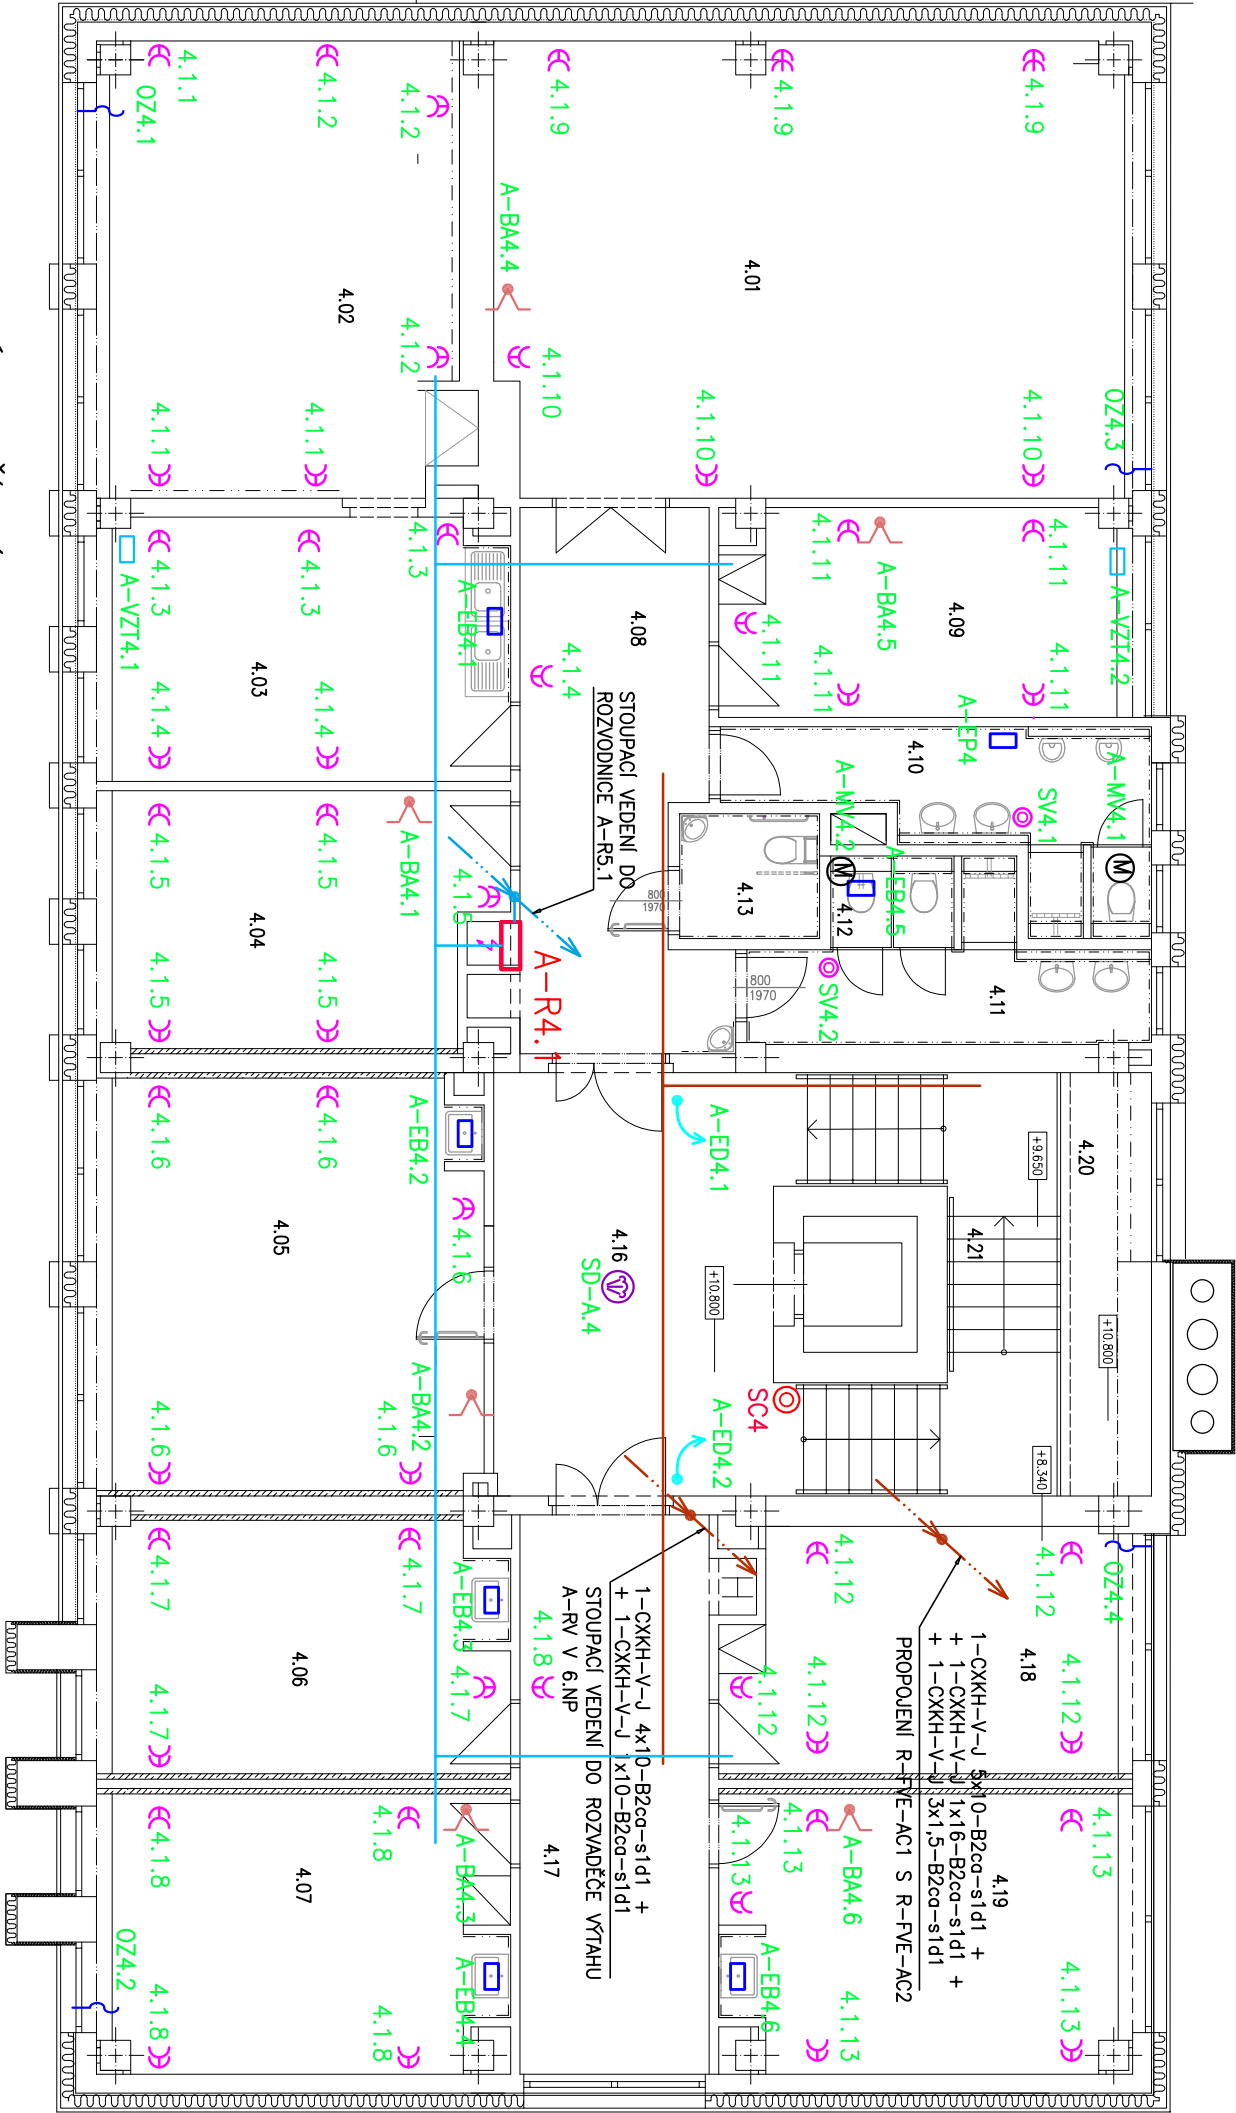 4.1.1
OZ4.1
4.1.2
4.1.2
4.1.9
4.1.9
4.1.9
A-BA4.4
4.01
4.02
4.1.2
4.1.10
4.1.10
4.1.10
OZ4.3
4.1.1
4.1.1
4.1.3
4.1.3
4.1.3
A-VZT4.1
A-EB4.1
4.03
4.1.4
4.1.4
4.08
4.1.4
4.1.11
4.1.11
4.1.11
4.1.11
4.1.11
A-BA4.5
4.09
A-VZT4.2
STOUPACÍ VEDENÍ DO
ROZVODNICE A-R5.1
A-EP4
4.10
A-MV4.1
SV4.1
A-MV4.2
A-EB4.5
M
M
4.12
4.13
800
1970
800
1970
4.11
SV4.2
4.1.5
4.1.5
4.1.5
A-BA4.1
4.04
4.1.5
4.1.5
A-R4.1
4.1.6
4.1.6
A-EB4.2
4.05
4.1.6
4.1.6
4.1.6
A-BA4.2
4.16
SD-A.4
A-ED4.1
A-ED4.2
+10.800
+9.650
4.20
4.21
+10.800
+8.340
SC4
4.1.7
4.1.7
A-EB4.3
4.06
4.1.7
4.1.7
4.1.8
1-CXKH-V-J 4x10-B2ca-s1d1 +
+ 1-CXKH-V-J 1x10-B2ca-s1d1
STOUPACÍ VEDENÍ DO ROZVADĚČE VÝTAHU
A-RV V 6.NP
4.1.12
4.1.12
OZ4.4
4.18
4.1.12
4.1.12
4.1.12
1-CXKH-V-J 5x10-B2ca-s1d1 +
+ 1-CXKH-V-J 1x16-B2ca-s1d1 +
+ 1-CXKH-V-J 3x1,5-B2ca-s1d1
PROPOJENÍ R-FVE-AC1 S R-FVE-AC2
4.1.8
4.1.8
A-BA4.3
4.07
4.17
OZ4.2
4.1.8
4.1.8
A-EB4.4
4.1.13
4.1.13
4.1.13
A-BA4.6
4.19
A-EB4.6
4.1.13
4.1.13